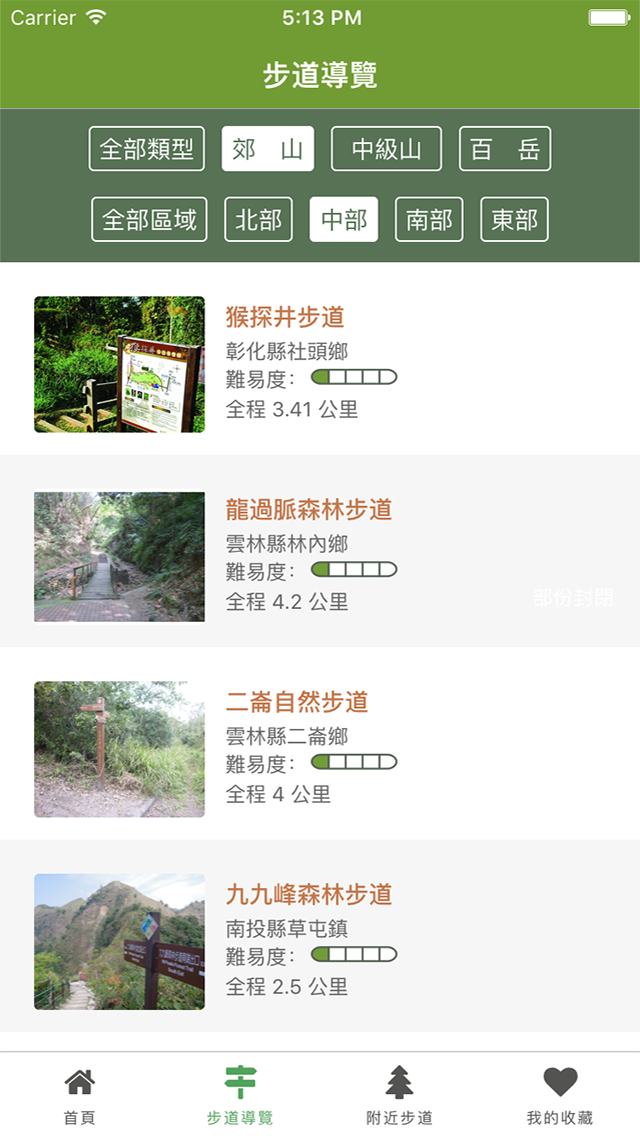 Carrier 5:13 PM
步道導覽
全部類型 郊 山 中級山 百 岳
全部區域 北部 中部 南部 東部
猴探井步道
彰化縣社頭鄉
難易度：
全程 3.41 公里
龍過脈森林步道
雲林縣林內鄉
難易度：
部份封閉
全程 4.2 公里
二崙自然步道
雲林縣二崙鄉
難易度：
全程 4 公里
九九峰森林步道
南投縣草屯鎮
難易度：
全程 2.5 公里
首頁 步道導覽 附近步道 我的收藏